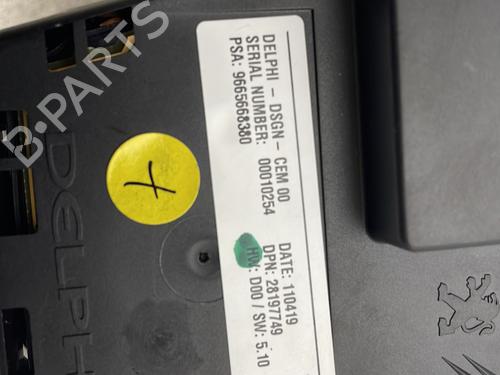 DELPHI - DSGN - CEM 00
SERIAL NUMBER: 00010254
PSA: 9665668380
DATE: 110419
DPN: 28197749
HW: D00 / SW: 5.10
DELPHI
B-PARTS